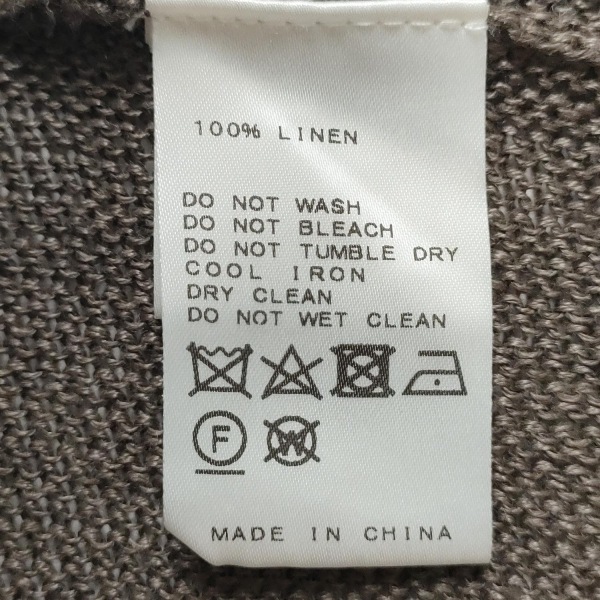 100% LINEN
DO NOT WASH
DO NOT BLEACH
DO NOT TUMBLE DRY
COOL IRON
DRY CLEAN
DO NOT WET CLEAN
F W
MADE IN CHINA